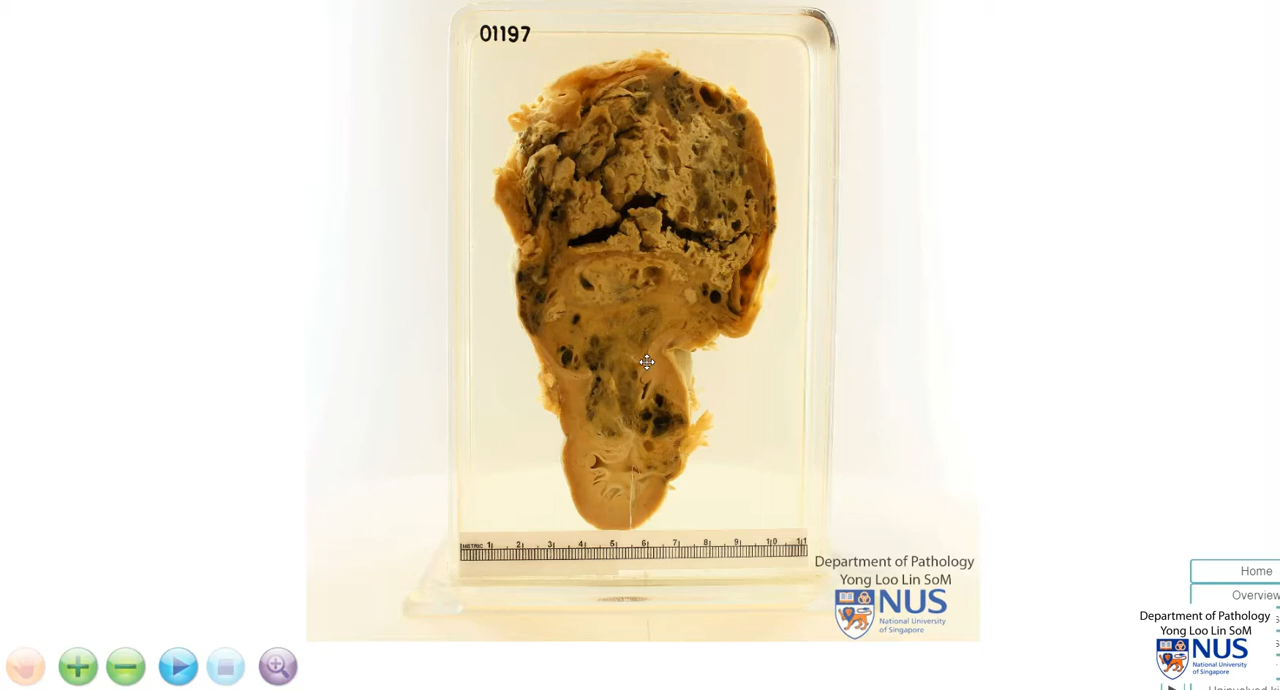 01197
METRIC 1 2 3 4 5 6 7 8 9 10 11
Department of Pathology
Yong Loo Lin SoM
NUS
National University
of Singapore
Home
Overview
Department of Pathology
Yong Loo Lin SoM
NUS
National University
of Singapore